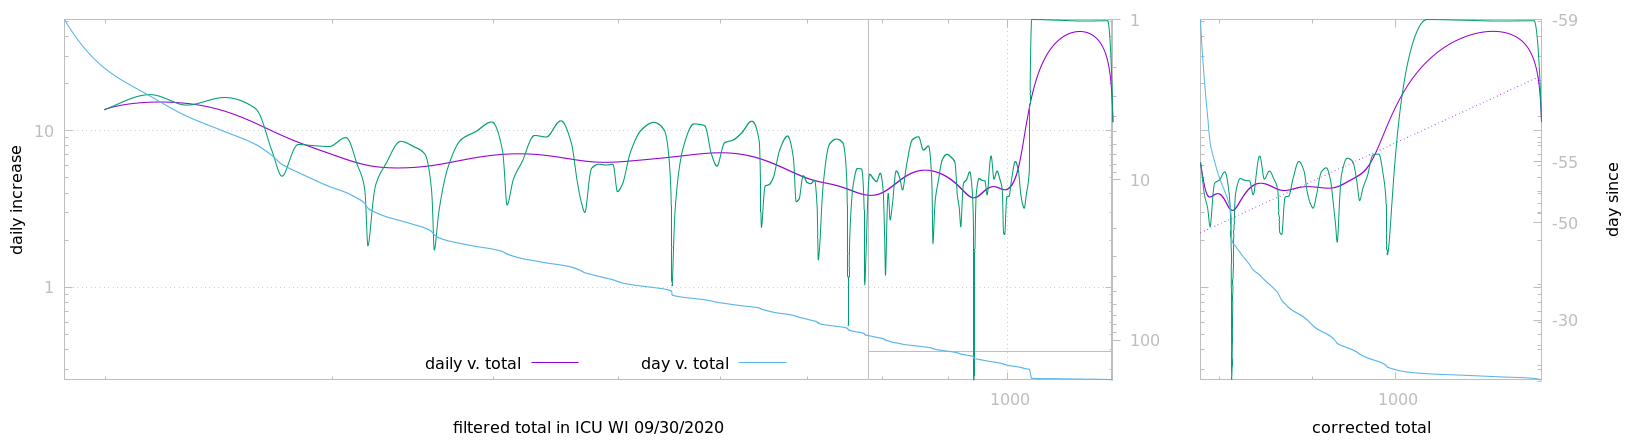 daily increase
10
1
daily v. total
day v. total
1
10
100
1000
filtered total in ICU WI 09/30/2020
-59
-55
-50
-30
day since
1000
corrected total